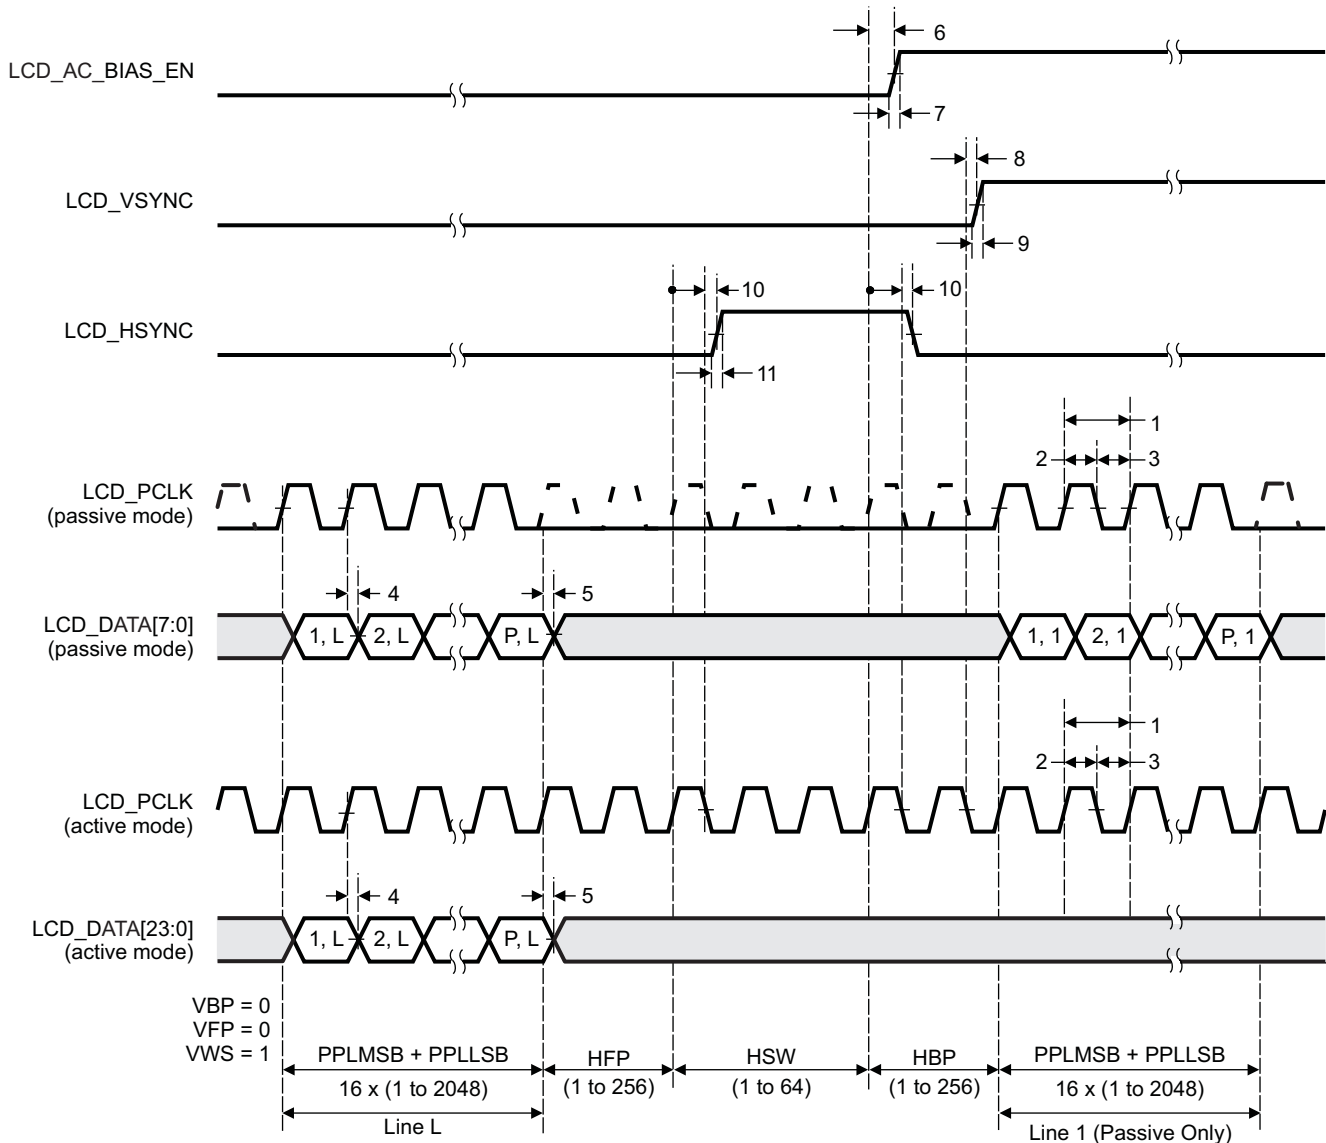 6
LCD_AC_BIAS_EN
7
8
LCD_VSYNC
9
10 10
LCD_HSYNC
11
1
2 3
LCD_PCLK
(passive mode)
4 5
LCD_DATA[7:0]
(passive mode)
1, L 2, L P, L 1, 1 2, 1 P, 1
1
2 3
LCD_PCLK
(active mode)
4 5
LCD_DATA[23:0]
(active mode)
1, L 2, L P, L
VBP = 0
VFP = 0
VWS = 1
PPLMSB + PPLLSB HFP HSW HBP PPLMSB + PPLLSB
16 x (1 to 2048) (1 to 256) (1 to 64) (1 to 256) 16 x (1 to 2048)
Line L Line 1 (Passive Only)